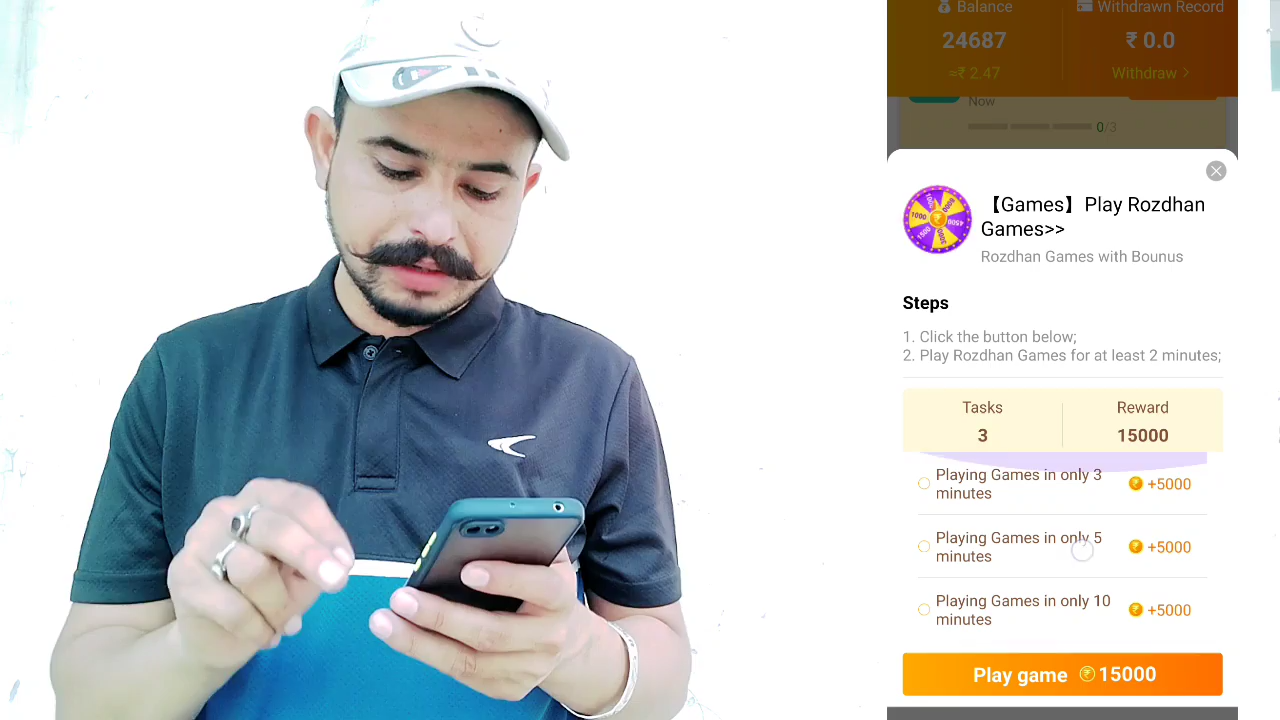 Balance
Withdrawn Record
24687
₹ 0.0
≈₹ 2.47
Withdraw >
Now
0/3
【Games】Play Rozdhan
Games>>
Rozdhan Games with Bounus
Steps
1. Click the button below;
2. Play Rozdhan Games for at least 2 minutes;
Tasks
Reward
3
15000
Playing Games in only 3
minutes
+5000
Playing Games in only 5
minutes
+5000
Playing Games in only 10
minutes
+5000
Play game 15000